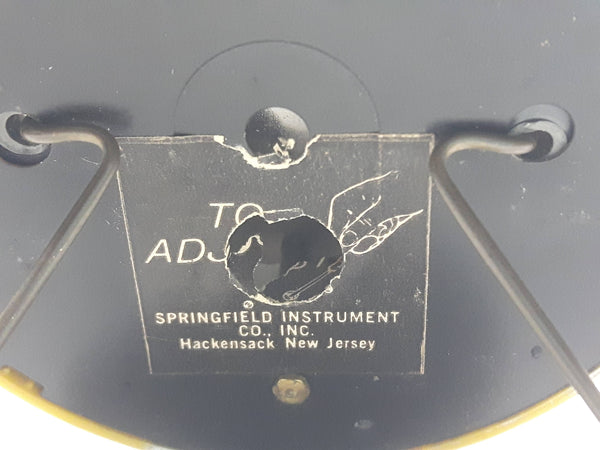 TO
ADJ
SPRINGFIELD INSTRUMENT
CO., INC.
Hackensack New Jersey